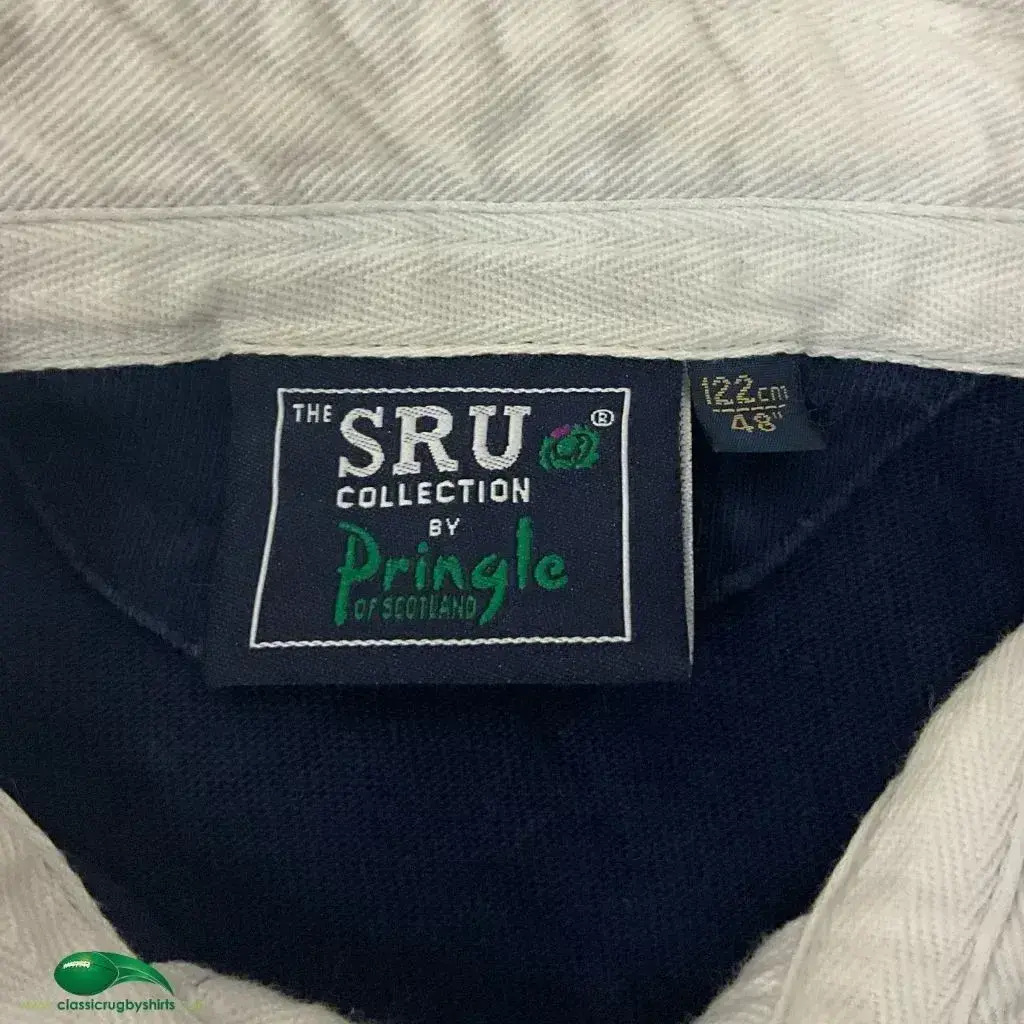 THE SRU ®
COLLECTION
BY
Pringle
OF SCOTLAND
122cm
48"
classicrugbyshirts